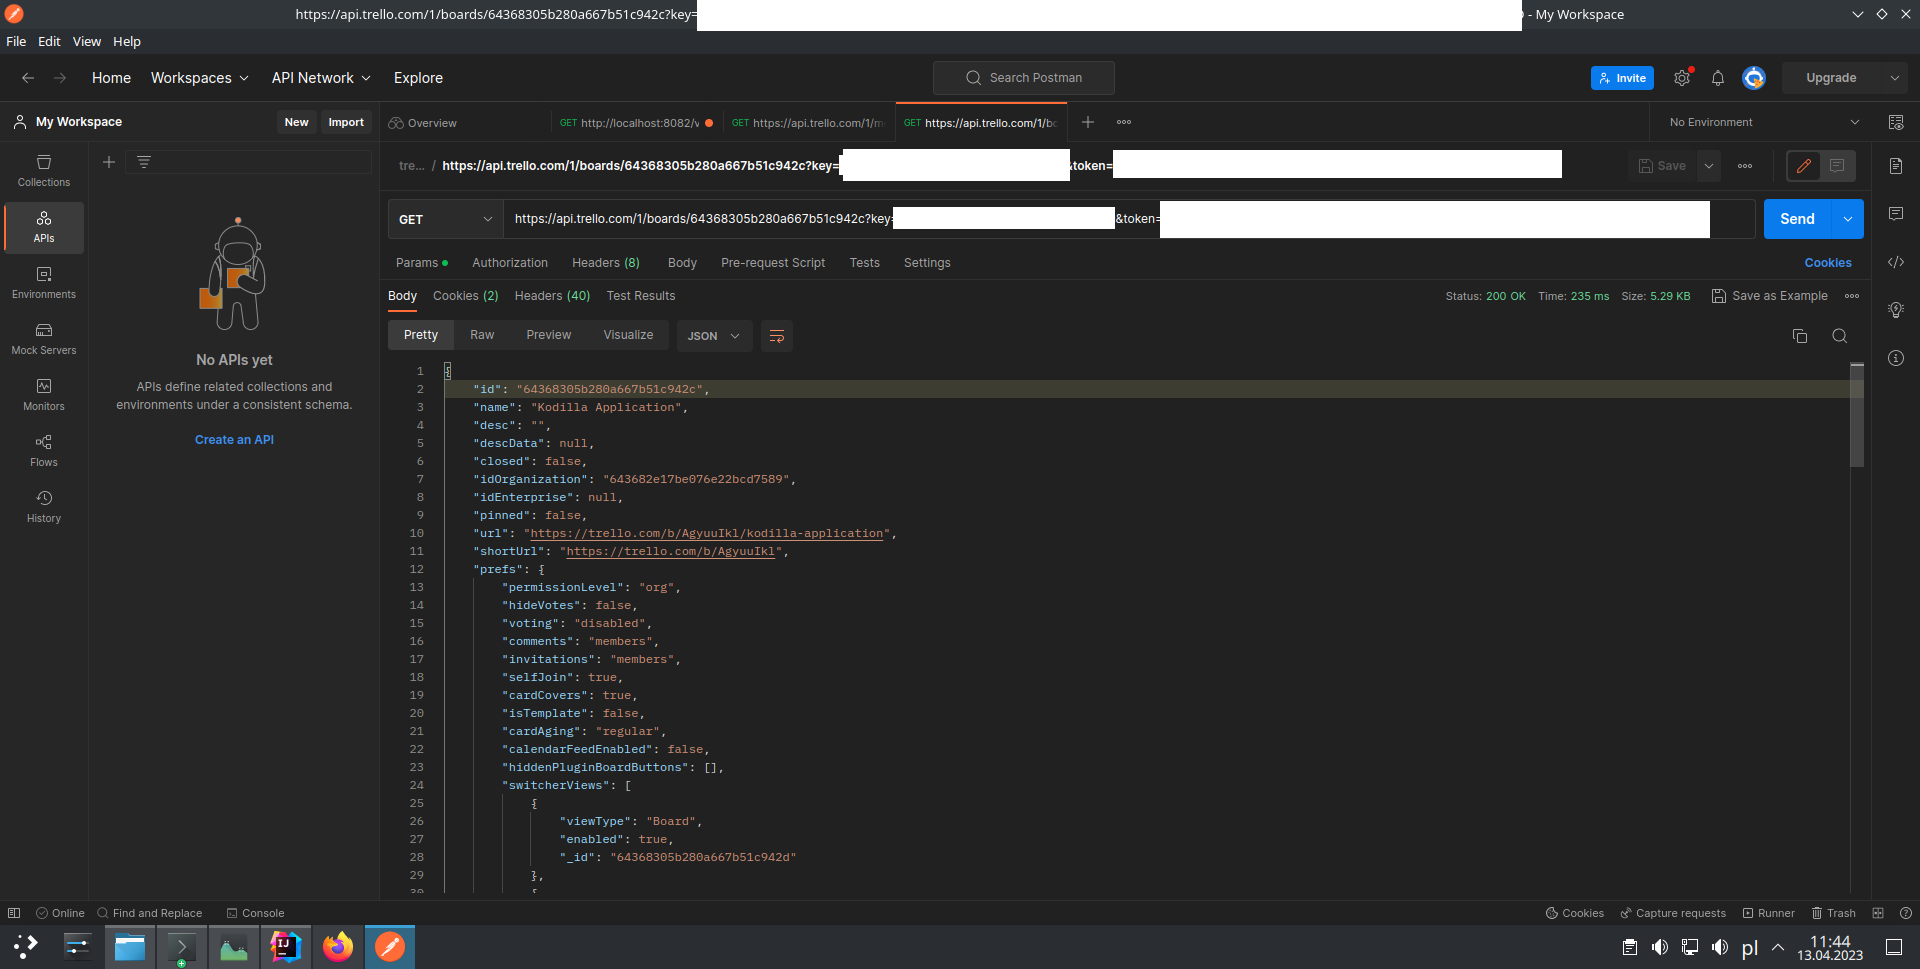 https://api.trello.com/1/boards/64368305b280a667b51c942c?key= - My Workspace
File Edit View Help
Home Workspaces API Network Explore Search Postman Invite Upgrade
My Workspace New Import Overview GET http://localhost:8082/v GET https://api.trello.com/1/m GET https://api.trello.com/1/bo No Environment
tre... / https://api.trello.com/1/boards/64368305b280a667b51c942c?key= &token= Save
GET https://api.trello.com/1/boards/64368305b280a667b51c942c?key= &token= Send
Params Authorization Headers (8) Body Pre-request Script Tests Settings Cookies
Body Cookies (2) Headers (40) Test Results Status: 200 OK Time: 235 ms Size: 5.29 KB Save as Example
Pretty Raw Preview Visualize JSON
Collections
APIs
Environments
Mock Servers
Monitors
Flows
History
No APIs yet
APIs define related collections and
environments under a consistent schema.
Create an API
1 {
2 "id": "64368305b280a667b51c942c",
3 "name": "Kodilla Application",
4 "desc": "",
5 "descData": null,
6 "closed": false,
7 "idOrganization": "643682e17be076e22bcd7589",
8 "idEnterprise": null,
9 "pinned": false,
10 "url": "https://trello.com/b/AgyuuIkl/kodilla-application",
11 "shortUrl": "https://trello.com/b/AgyuuIkl",
12 "prefs": {
13 "permissionLevel": "org",
14 "hideVotes": false,
15 "voting": "disabled",
16 "comments": "members",
17 "invitations": "members",
18 "selfJoin": true,
19 "cardCovers": true,
20 "isTemplate": false,
21 "cardAging": "regular",
22 "calendarFeedEnabled": false,
23 "hiddenPluginBoardButtons": [],
24 "switcherViews": [
25 {
26 "viewType": "Board",
27 "enabled": true,
28 "_id": "64368305b280a667b51c942d"
29 },
30 {
Online Find and Replace Console Cookies Capture requests Runner Trash
pl 11:44
13.04.2023